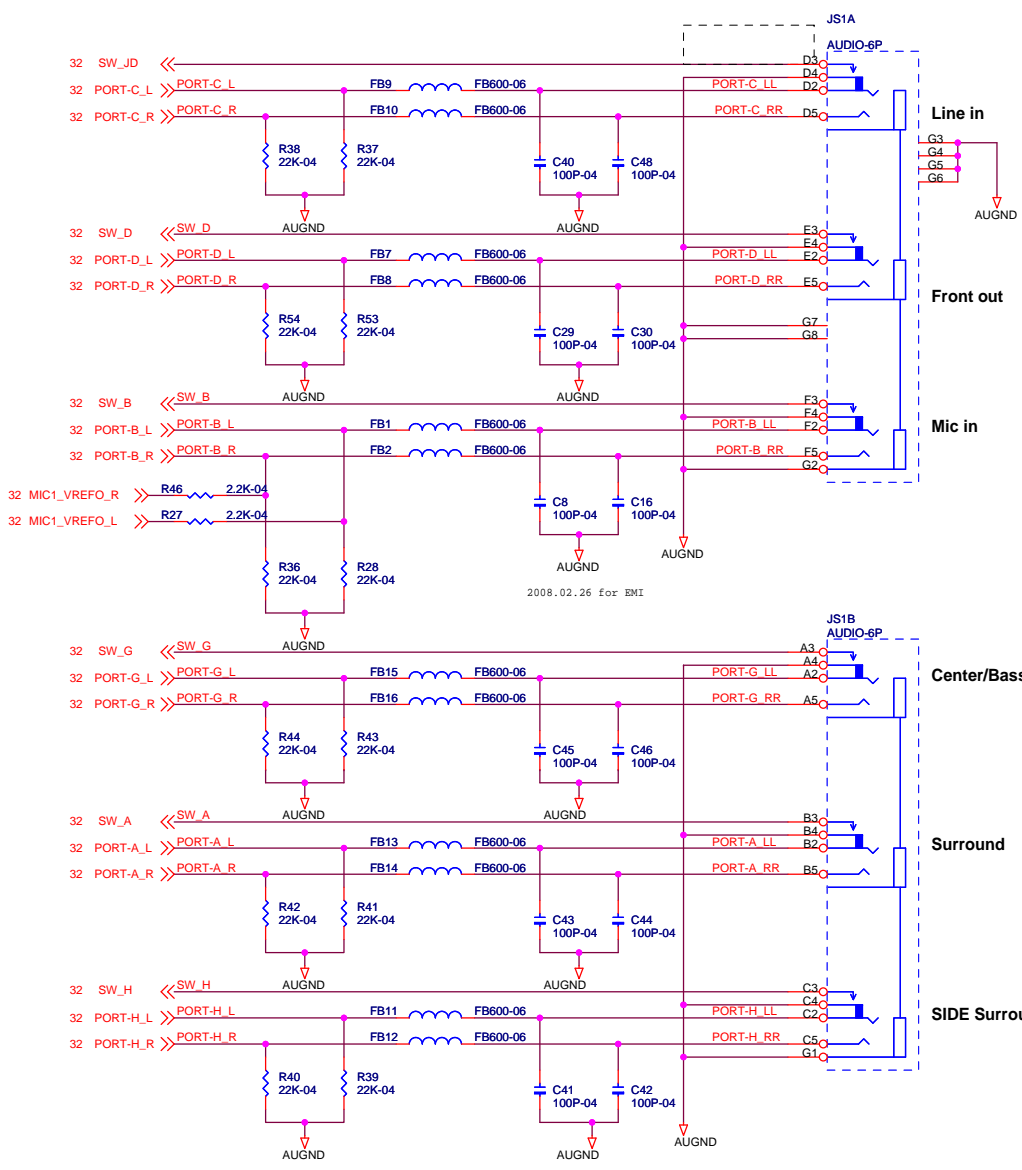 JS1A
AUDIO-6P
32 SW_JD D3
D4
32 PORT-C_L PORT-C_L FB9 FB600-06 PORT-C_LL D2
32 PORT-C_R PORT-C_R FB10 FB600-06 PORT-C_RR D5
Line in
G3
G4
G5
G6
AUGND
R38 R37 C40 C48
22K-04 22K-04 100P-04 100P-04
AUGND AUGND
32 SW_D SW_D E3
E4
32 PORT-D_L PORT-D_L FB7 FB600-06 PORT-D_LL E2
32 PORT-D_R PORT-D_R FB8 FB600-06 PORT-D_RR E5
Front out
R54 R53 C29 C30
22K-04 22K-04 100P-04 100P-04
G7
G8
AUGND AUGND
32 SW_B SW_B F3
F4
32 PORT-B_L PORT-B_L FB1 FB600-06 PORT-B_LL F2
Mic in
32 PORT-B_R PORT-B_R FB2 FB600-06 PORT-B_RR F5
G2
32 MIC1_VREFO_R R46 2.2K-04
32 MIC1_VREFO_L R27 2.2K-04
C8 C16
100P-04 100P-04
AUGND AUGND
R36 R28
22K-04 22K-04
2008.02.26 for EMI
AUGND
JS1B
AUDIO-6P
32 SW_G SW_G A3
A4
32 PORT-G_L PORT-G_L FB15 FB600-06 PORT-G_LL A2
Center/Bass
32 PORT-G_R PORT-G_R FB16 FB600-06 PORT-G_RR A5
R44 R43 C45 C46
22K-04 22K-04 100P-04 100P-04
AUGND AUGND
32 SW_A SW_A B3
B4
32 PORT-A_L PORT-A_L FB13 FB600-06 PORT-A_LL B2
Surround
32 PORT-A_R PORT-A_R FB14 FB600-06 PORT-A_RR B5
R42 R41 C43 C44
22K-04 22K-04 100P-04 100P-04
AUGND AUGND
32 SW_H SW_H C3
C4
32 PORT-H_L PORT-H_L FB11 FB600-06 PORT-H_LL C2
SIDE Surrou
32 PORT-H_R PORT-H_R FB12 FB600-06 PORT-H_RR C5
G1
R40 R39 C41 C42
22K-04 22K-04 100P-04 100P-04
AUGND AUGND AUGND